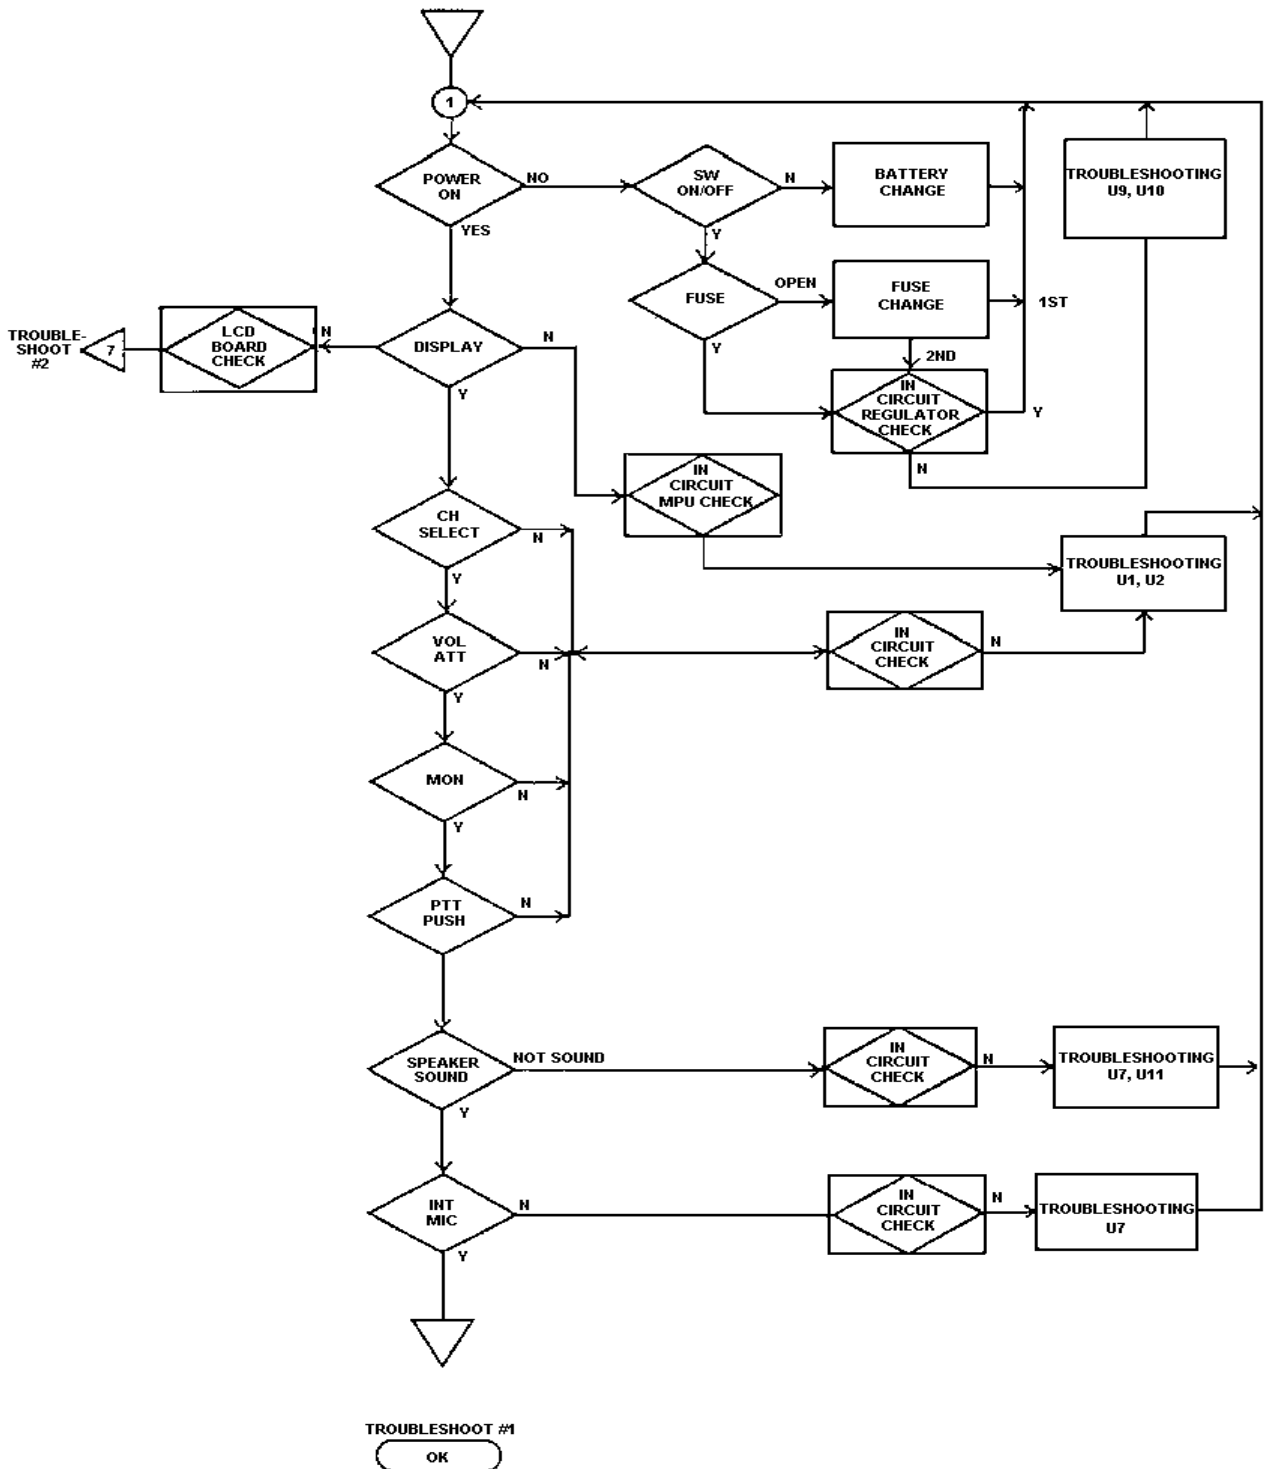 1
POWER
ON
NO
YES
SW
ON/OFF
N
Y
BATTERY
CHANGE
TROUBLESHOOTING
U9, U10
FUSE
OPEN
Y
FUSE
CHANGE
1ST
2ND
IN
CIRCUIT
REGULATOR
CHECK
Y
N
TROUBLE-
SHOOT
#2
7
LCD
BOARD
CHECK
N
DISPLAY
N
Y
IN
CIRCUIT
MPU CHECK
CH
SELECT
N
Y
TROUBLESHOOTING
U1, U2
VOL
ATT
N
Y
IN
CIRCUIT
CHECK
N
MON
N
Y
PTT
PUSH
N
SPEAKER
SOUND
NOT SOUND
Y
IN
CIRCUIT
CHECK
N
TROUBLESHOOTING
U7, U11
INT
MIC
N
Y
IN
CIRCUIT
CHECK
N
TROUBLESHOOTING
U7
TROUBLESHOOT #1
OK